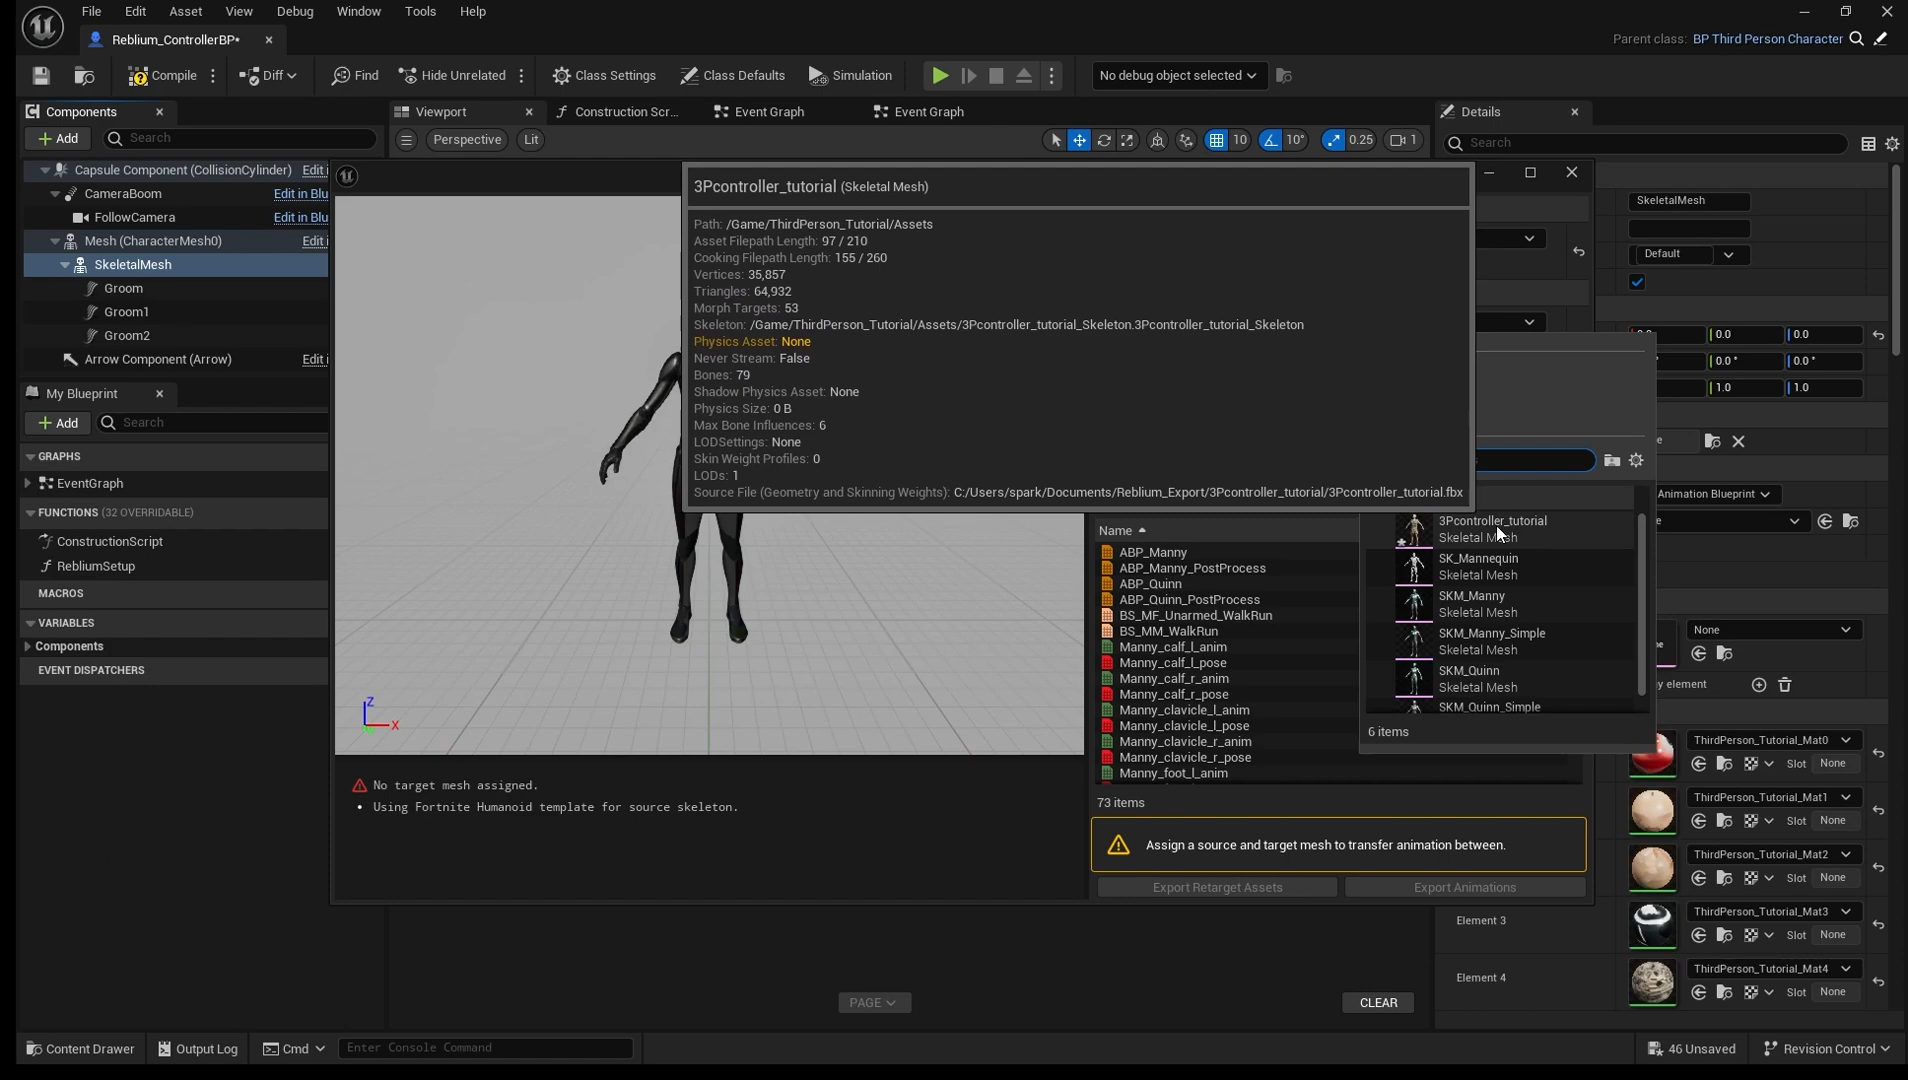 File Edit Asset View Debug Window Tools Help
Reblium_ControllerBP*
Parent class: BP Third Person Character
Compile Diff Find Hide Unrelated Class Settings Class Defaults Simulation No debug object selected
Components
Add Search
Capsule Component (CollisionCylinder) Edit i
CameraBoom Edit in Blu
FollowCamera Edit in Blu
Mesh (CharacterMesh0) Edit i
SkeletalMesh
Groom
Groom1
Groom2
Arrow Component (Arrow) Edit i
My Blueprint
Add Search
GRAPHS
EventGraph
FUNCTIONS (32 OVERRIDABLE)
ConstructionScript
RebliumSetup
MACROS
VARIABLES
Components
EVENT DISPATCHERS
Viewport Construction Scr... Event Graph Event Graph
Perspective Lit 10 10° 0.25 1
3Pcontroller_tutorial (Skeletal Mesh)
Path: /Game/ThirdPerson_Tutorial/Assets
Asset Filepath Length: 97 / 210
Cooking Filepath Length: 155 / 260
Vertices: 35,857
Triangles: 64,932
Morph Targets: 53
Skeleton: /Game/ThirdPerson_Tutorial/Assets/3Pcontroller_tutorial_Skeleton.3Pcontroller_tutorial_Skeleton
Physics Asset: None
Never Stream: False
Bones: 79
Shadow Physics Asset: None
Physics Size: 0 B
Max Bone Influences: 6
LODSettings: None
Skin Weight Profiles: 0
LODs: 1
Source File (Geometry and Skinning Weights): C:/Users/spark/Documents/Reblium_Export/3Pcontroller_tutorial/3Pcontroller_tutorial.fbx
Z
X
No target mesh assigned.
• Using Fortnite Humanoid template for source skeleton.
Name
ABP_Manny
ABP_Manny_PostProcess
ABP_Quinn
ABP_Quinn_PostProcess
BS_MF_Unarmed_WalkRun
BS_MM_WalkRun
Manny_calf_l_anim
Manny_calf_l_pose
Manny_calf_r_anim
Manny_calf_r_pose
Manny_clavicle_l_anim
Manny_clavicle_l_pose
Manny_clavicle_r_anim
Manny_clavicle_r_pose
Manny_foot_l_anim
73 items
Assign a source and target mesh to transfer animation between.
Export Retarget Assets Export Animations
3Pcontroller_tutorial
Skeletal Mesh
SK_Mannequin
Skeletal Mesh
SKM_Manny
Skeletal Mesh
SKM_Manny_Simple
Skeletal Mesh
SKM_Quinn
Skeletal Mesh
SKM_Quinn_Simple
6 items
PAGE CLEAR
Details
Search
SkeletalMesh
Default
0.0 0.0
0.0 ° 0.0 °
1.0 1.0
Animation Blueprint
None
y element
ThirdPerson_Tutorial_Mat0
Slot None
ThirdPerson_Tutorial_Mat1
Slot None
ThirdPerson_Tutorial_Mat2
Slot None
Element 3 ThirdPerson_Tutorial_Mat3
Slot None
Element 4 ThirdPerson_Tutorial_Mat4
Slot None
Content Drawer Output Log Cmd Enter Console Command 46 Unsaved Revision Control